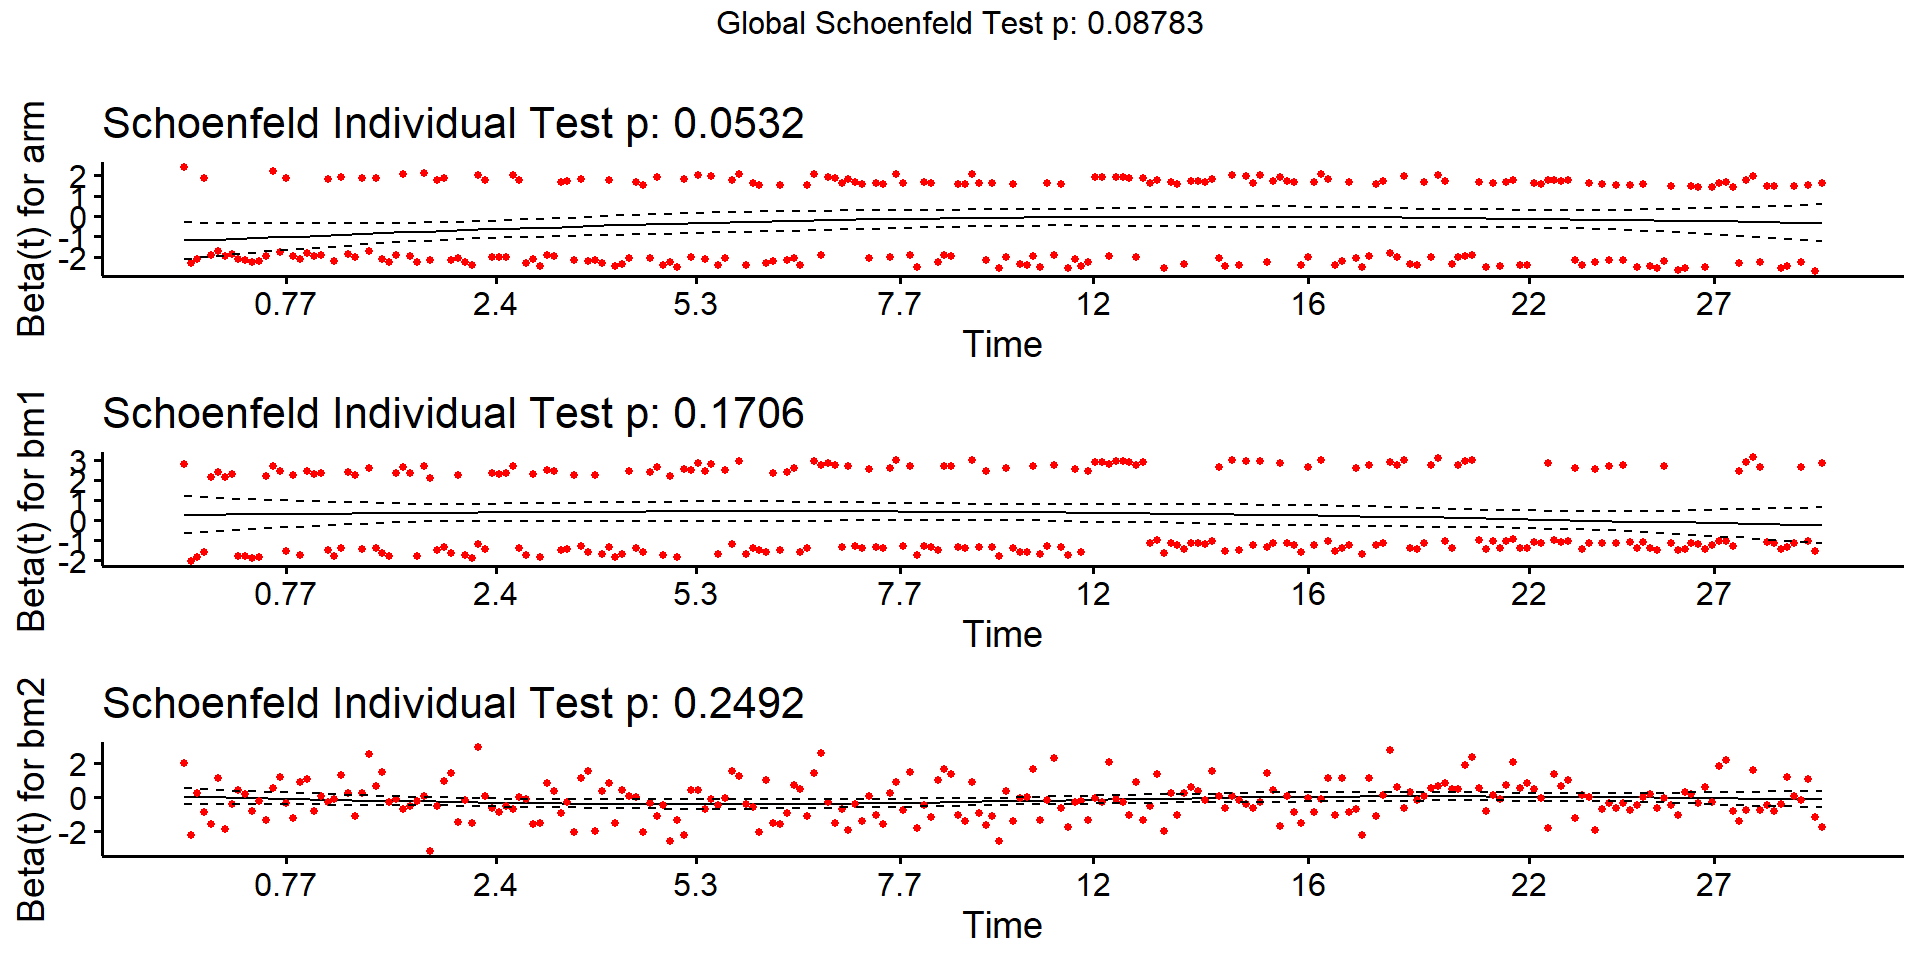 Global Schoenfeld Test p: 0.08783
Schoenfeld Individual Test p: 0.0532
Beta(t) for arm
2
1
0
-1
-2
0.77 2.4 5.3 7.7 12 16 22 27
Time
Schoenfeld Individual Test p: 0.1706
Beta(t) for bm1
3
2
1
0
-1
-2
0.77 2.4 5.3 7.7 12 16 22 27
Time
Schoenfeld Individual Test p: 0.2492
Beta(t) for bm2
2
0
-2
0.77 2.4 5.3 7.7 12 16 22 27
Time